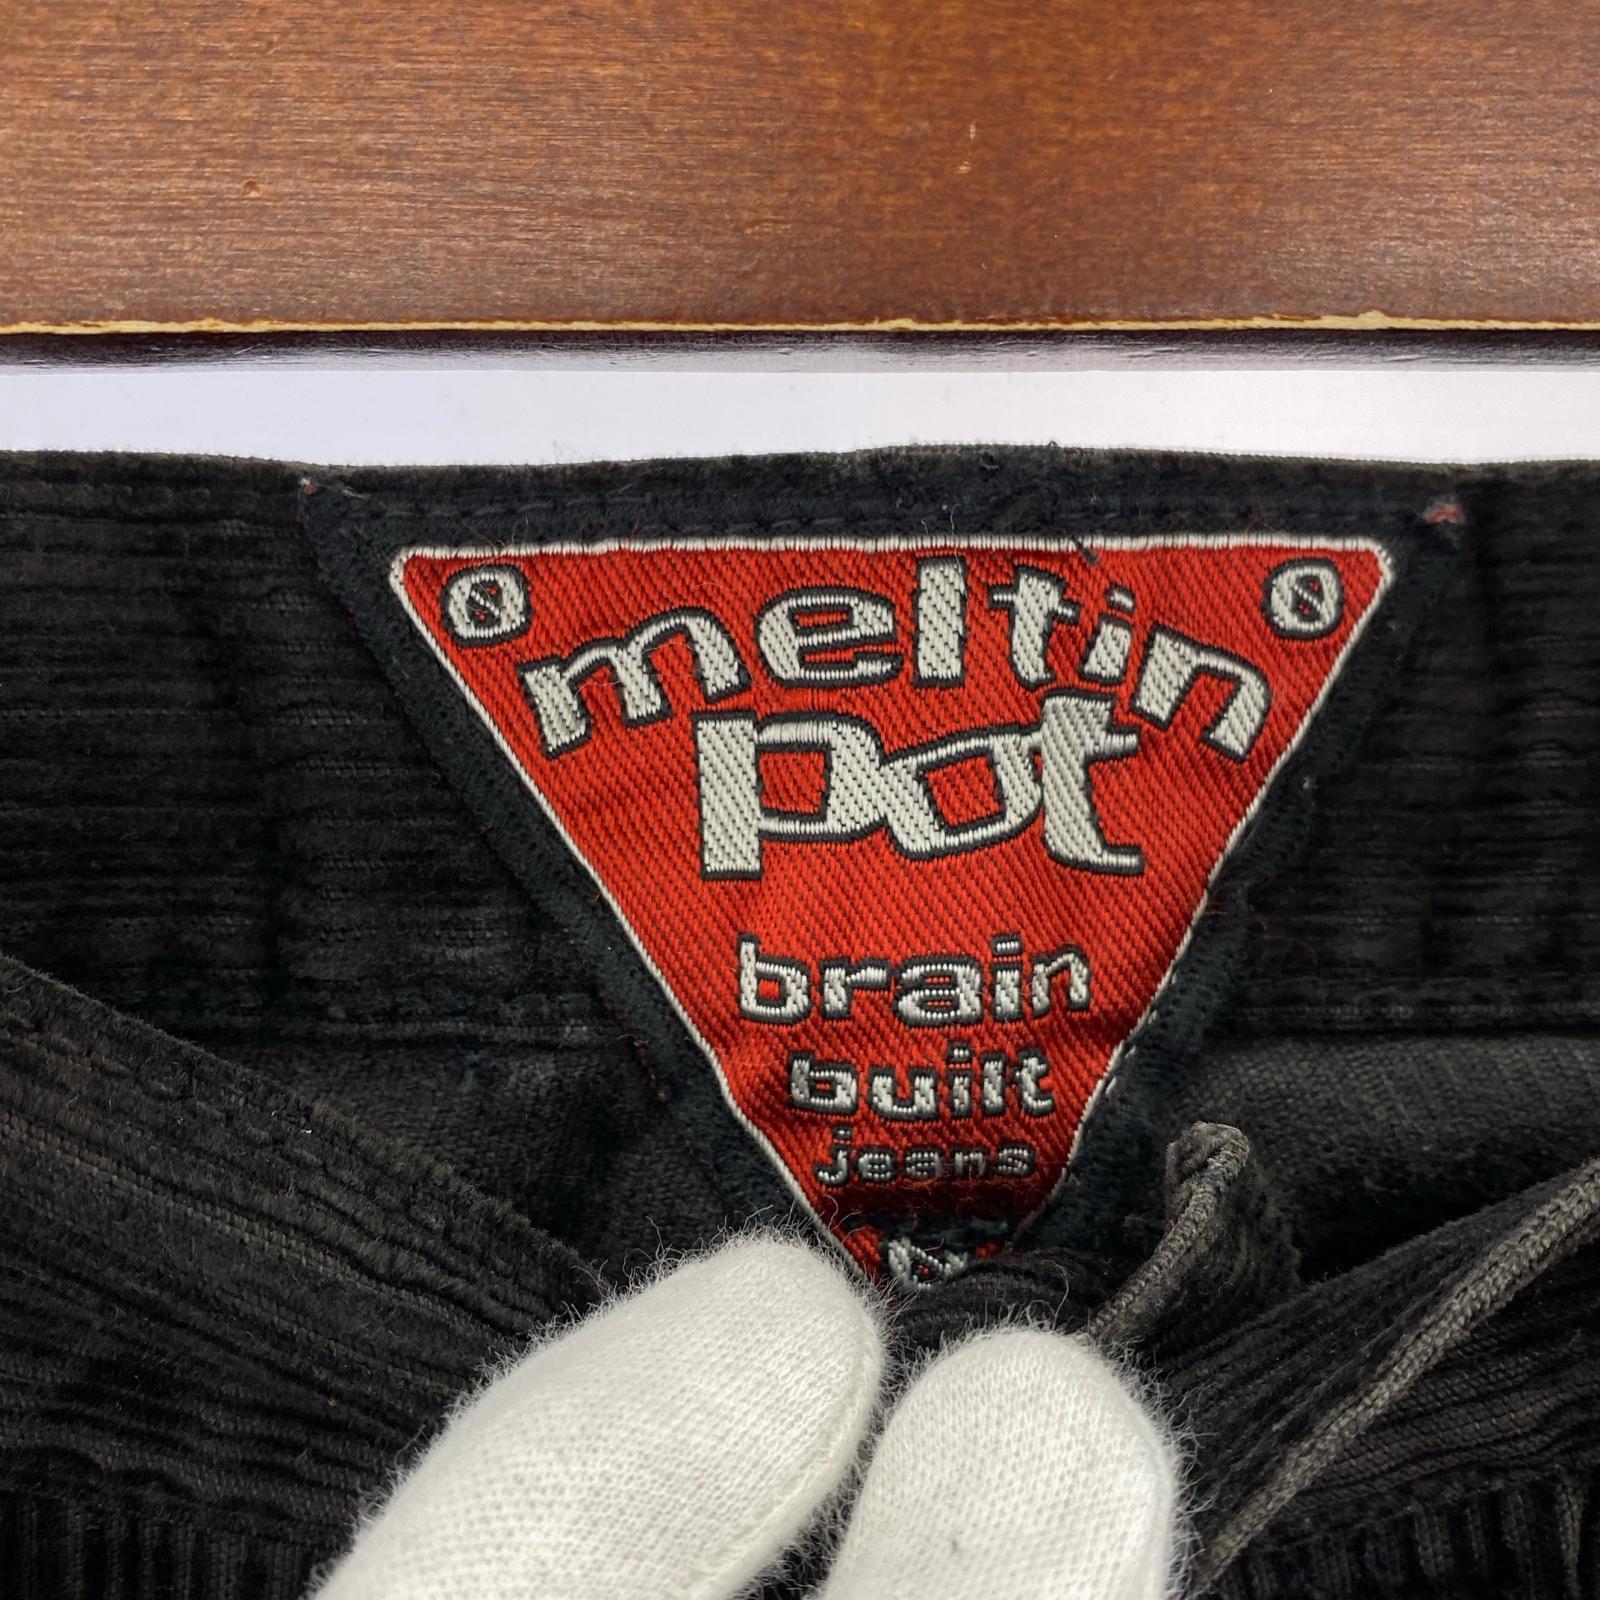 meltin
pot
brain
built
jeans